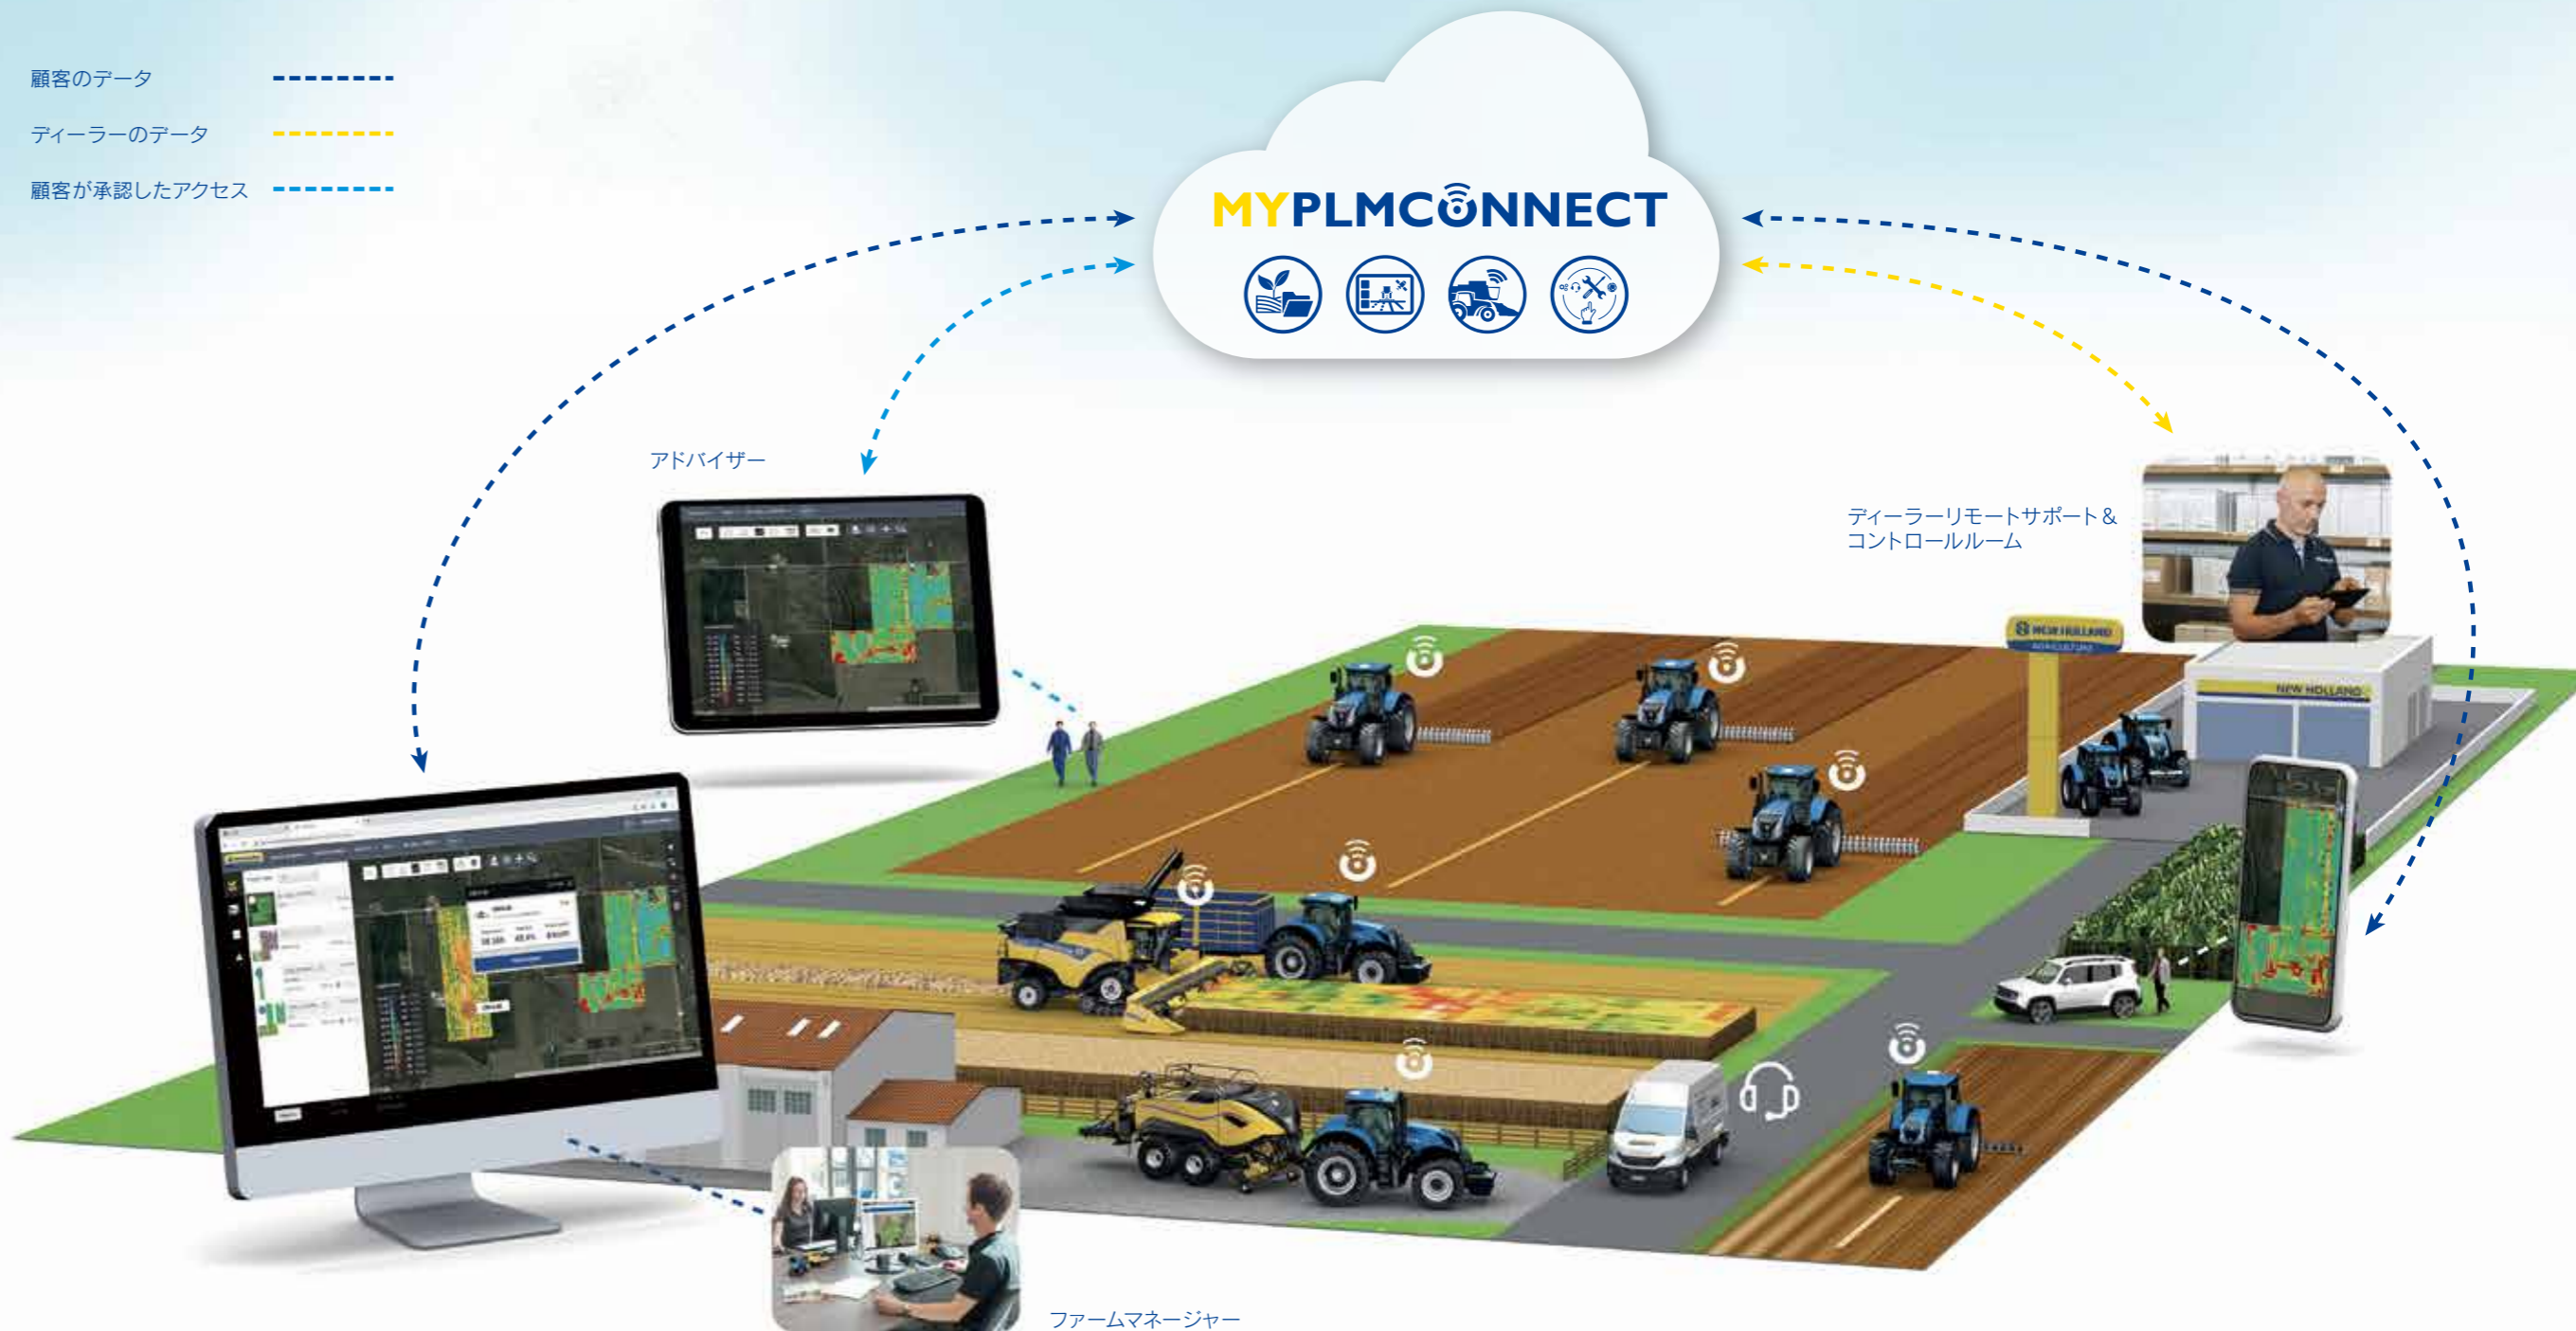 顧客のデータ
ディーラーのデータ
顧客が承認したアクセス
MYPLMCONNECT
アドバイザー
ディーラーリモートサポート＆
コントロールルーム
NEW HOLLAND
AGRICULTURE
NEW HOLLAND
ファームマネージャー